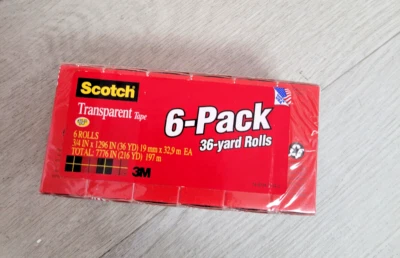 Scotch
Transparent Tape
6-Pack
36-yard Rolls
6 ROLLS
3/4 IN x 1296 IN (36 YD) 19 mm x 32,9 m EA
TOTAL: 7776 IN (216 YD) 197 m
3M